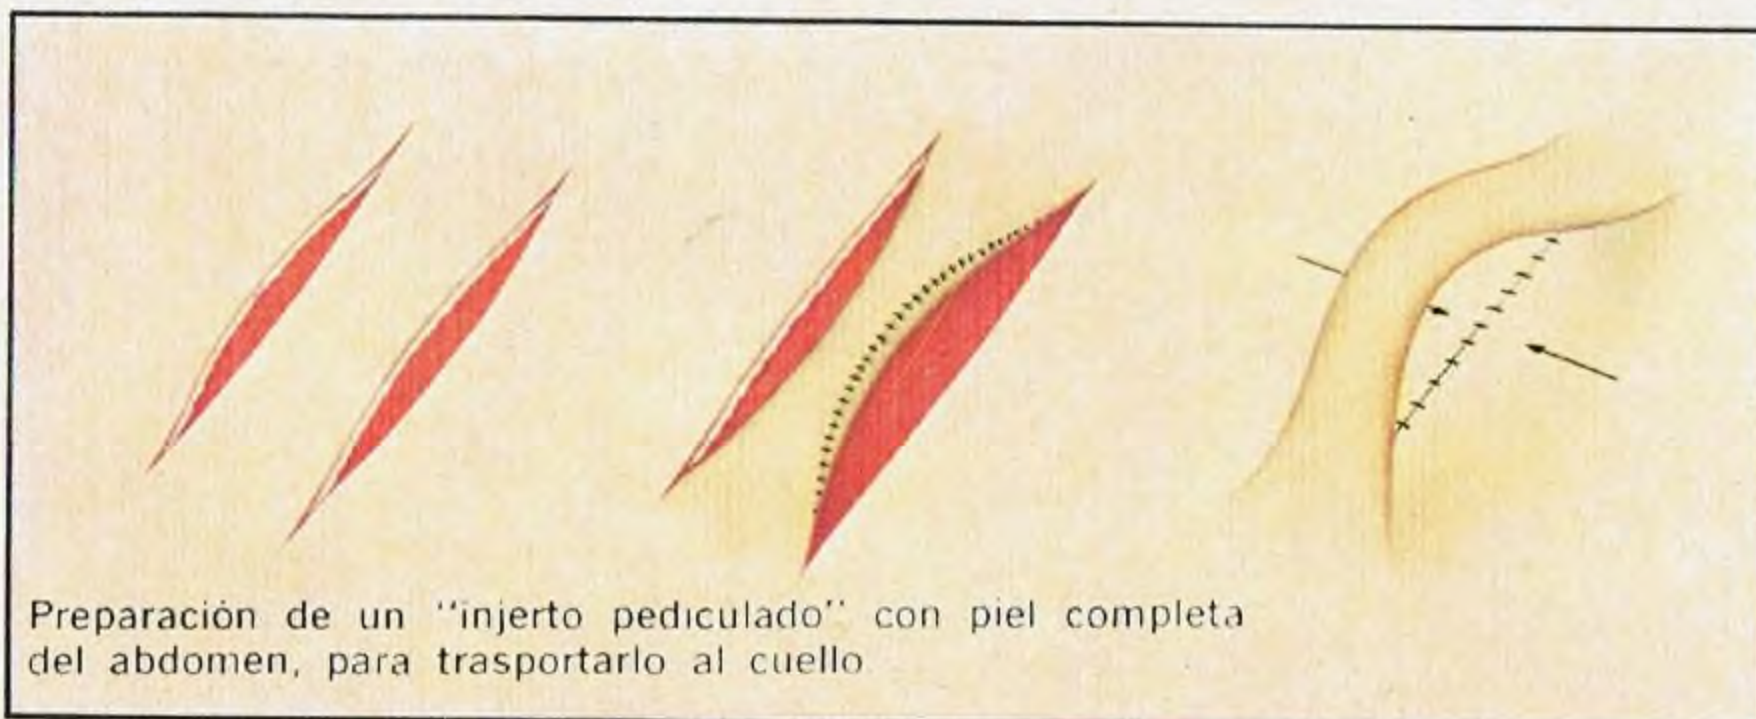 Preparación de un "injerto pediculado" con piel completa
del abdomen, para trasportarlo al cuello